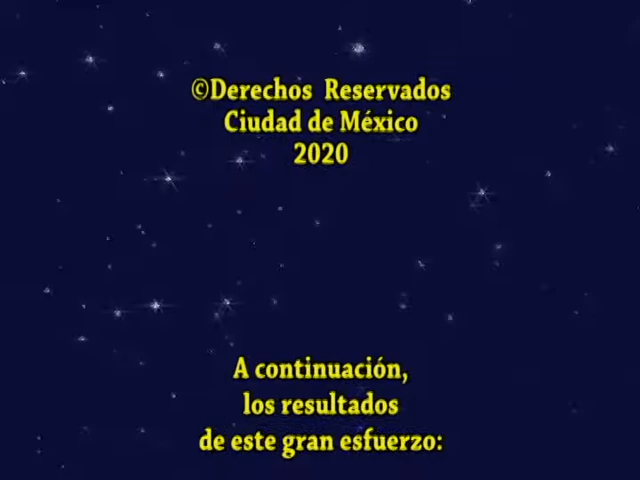 ©Derechos Reservados
Ciudad de México
2020
A continuación,
los resultados
de este gran esfuerzo: